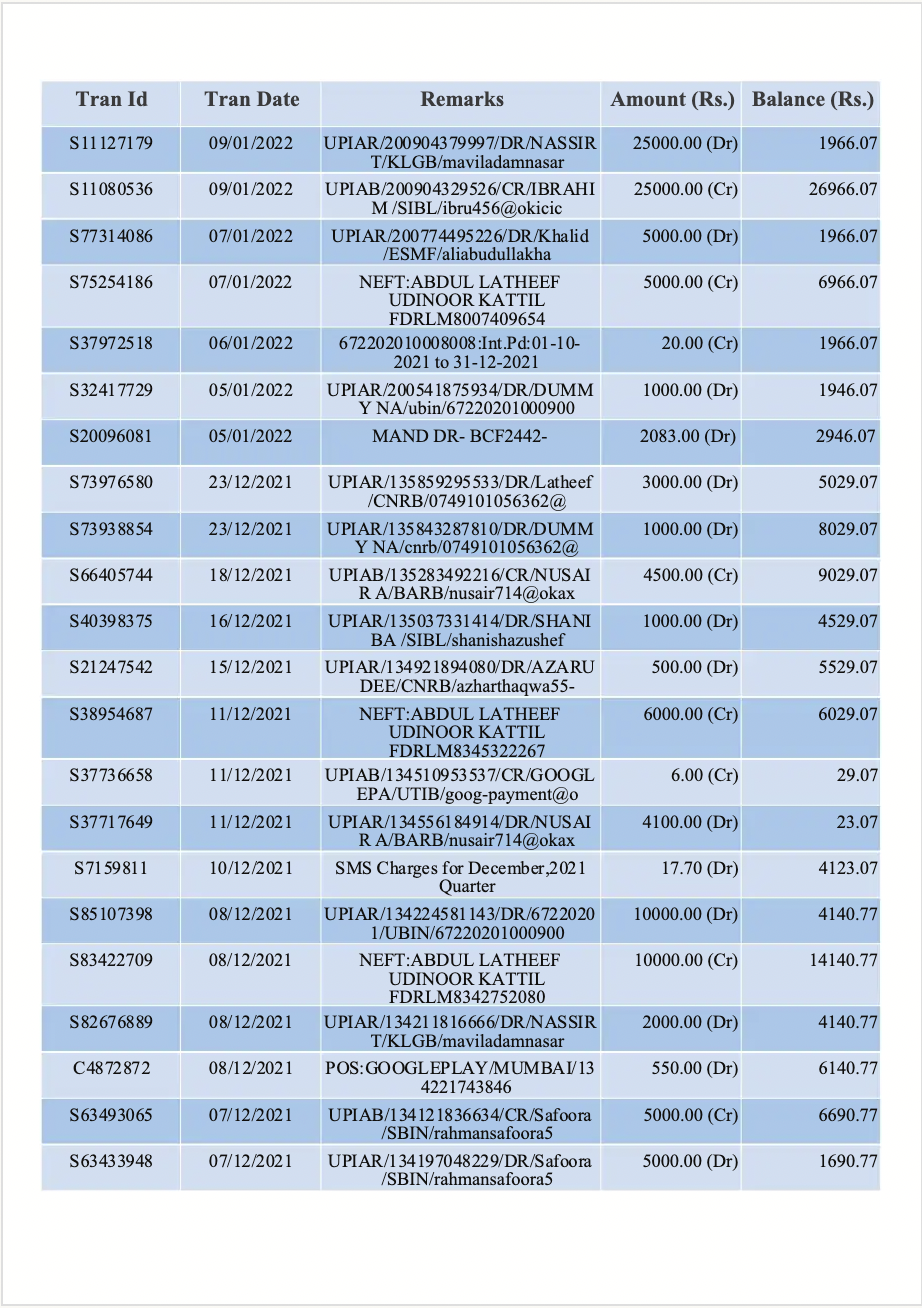 Tran Id Tran Date Remarks Amount (Rs.) Balance (Rs.)
S11127179 09/01/2022 UPIAR/200904379997/DR/NASSIR 25000.00 (Dr) 1966.07
T/KLGB/maviladamnasar
S11080536 09/01/2022 UPIAB/200904329526/CR/IBRAHI 25000.00 (Cr) 26966.07
M /SIBL/ibru456@okicic
S77314086 07/01/2022 UPIAR/200774495226/DR/Khalid 5000.00 (Dr) 1966.07
/ESMF/aliabudullakha
S75254186 07/01/2022 NEFT:ABDUL LATHEEF 5000.00 (Cr) 6966.07
UDINOOR KATTIL
FDRLM8007409654
S37972518 06/01/2022 672202010008008:Int.Pd:01-10- 20.00 (Cr) 1966.07
2021 to 31-12-2021
S32417729 05/01/2022 UPIAR/200541875934/DR/DUMM 1000.00 (Dr) 1946.07
Y NA/ubin/67220201000900
S20096081 05/01/2022 MAND DR- BCF2442- 2083.00 (Dr) 2946.07
S73976580 23/12/2021 UPIAR/135859295533/DR/Latheef 3000.00 (Dr) 5029.07
/CNRB/0749101056362@
S73938854 23/12/2021 UPIAR/135843287810/DR/DUMM 1000.00 (Dr) 8029.07
Y NA/cnrb/0749101056362@
S66405744 18/12/2021 UPIAB/135283492216/CR/NUSAI 4500.00 (Cr) 9029.07
R A/BARB/nusair714@okax
S40398375 16/12/2021 UPIAR/135037331414/DR/SHANI 1000.00 (Dr) 4529.07
BA /SIBL/shanishazushef
S21247542 15/12/2021 UPIAR/134921894080/DR/AZARU 500.00 (Dr) 5529.07
DEE/CNRB/azharthaqwa55-
S38954687 11/12/2021 NEFT:ABDUL LATHEEF 6000.00 (Cr) 6029.07
UDINOOR KATTIL
FDRLM8345322267
S37736658 11/12/2021 UPIAB/134510953537/CR/GOOGL 6.00 (Cr) 29.07
EPA/UTIB/goog-payment@o
S37717649 11/12/2021 UPIAR/134556184914/DR/NUSAI 4100.00 (Dr) 23.07
R A/BARB/nusair714@okax
S7159811 10/12/2021 SMS Charges for December,2021 17.70 (Dr) 4123.07
Quarter
S85107398 08/12/2021 UPIAR/134224581143/DR/6722020 10000.00 (Dr) 4140.77
1/UBIN/67220201000900
S83422709 08/12/2021 NEFT:ABDUL LATHEEF 10000.00 (Cr) 14140.77
UDINOOR KATTIL
FDRLM8342752080
S82676889 08/12/2021 UPIAR/134211816666/DR/NASSIR 2000.00 (Dr) 4140.77
T/KLGB/maviladamnasar
C4872872 08/12/2021 POS:GOOGLEPLAY/MUMBAI/13 550.00 (Dr) 6140.77
4221743846
S63493065 07/12/2021 UPIAB/134121836634/CR/Safoora 5000.00 (Cr) 6690.77
/SBIN/rahmansafoora5
S63433948 07/12/2021 UPIAR/134197048229/DR/Safoora 5000.00 (Dr) 1690.77
/SBIN/rahmansafoora5